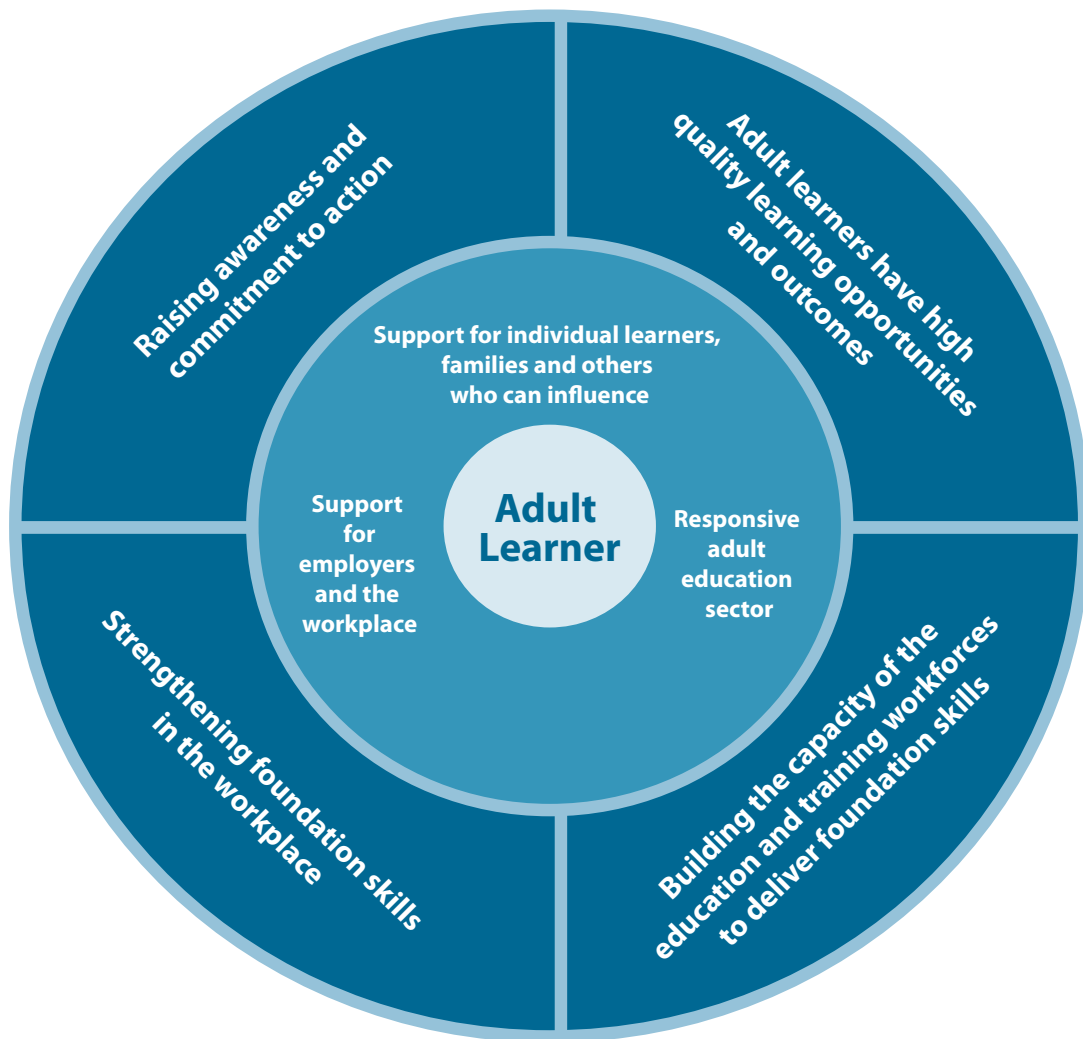 Raising awareness and
commitment to action
Adult learners have high
quality learning opportunities
and outcomes
Support for individual learners,
families and others
who can influence
Support
for
employers
and the
workplace
Adult
Learner
Responsive
adult
education
sector
Strengthening foundation skills
in the workplace
Building the capacity of the
education and training workforces
to deliver foundation skills